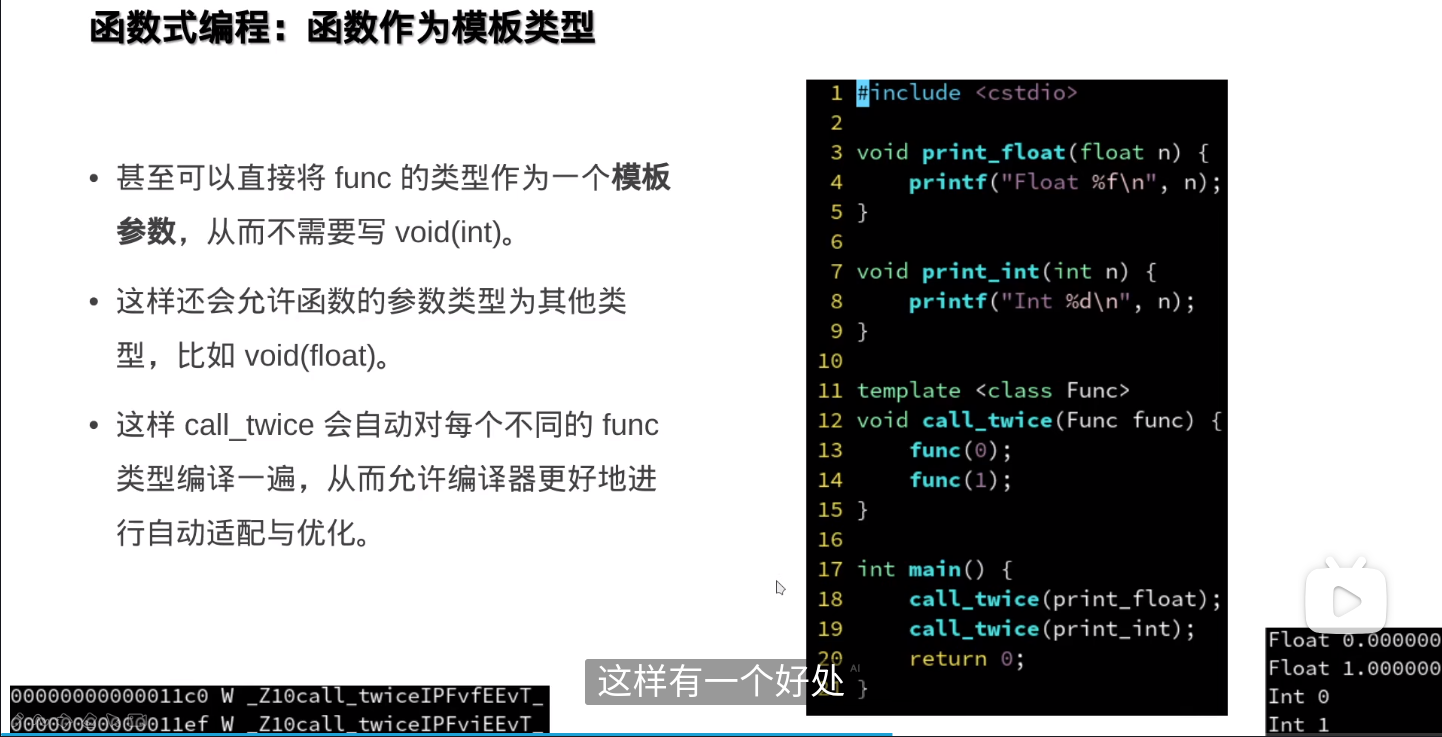 函数式编程：函数作为模板类型
• 甚至可以直接将 func 的类型作为一个模板
参数，从而不需要写 void(int)。
• 这样还会允许函数的参数类型为其他类
型，比如 void(float)。
• 这样 call_twice 会自动对每个不同的 func
类型编译一遍，从而允许编译器更好地进
行自动适配与优化。
1 #include <cstdio>
2
3 void print_float(float n) {
4     printf("Float %f\n", n);
5 }
6
7 void print_int(int n) {
8     printf("Int %d\n", n);
9 }
10
11 template <class Func>
12 void call_twice(Func func) {
13     func(0);
14     func(1);
15 }
16
17 int main() {
18     call_twice(print_float);
19     call_twice(print_int);
20     return 0;
21 }
Float 0.000000
Float 1.000000
Int 0
Int 1
00000000000011c0 W _Z10call_twiceIPFvfEEvT_
00000000000011ef W _Z10call_twiceIPFviEEvT_
这样有一个好处
AI